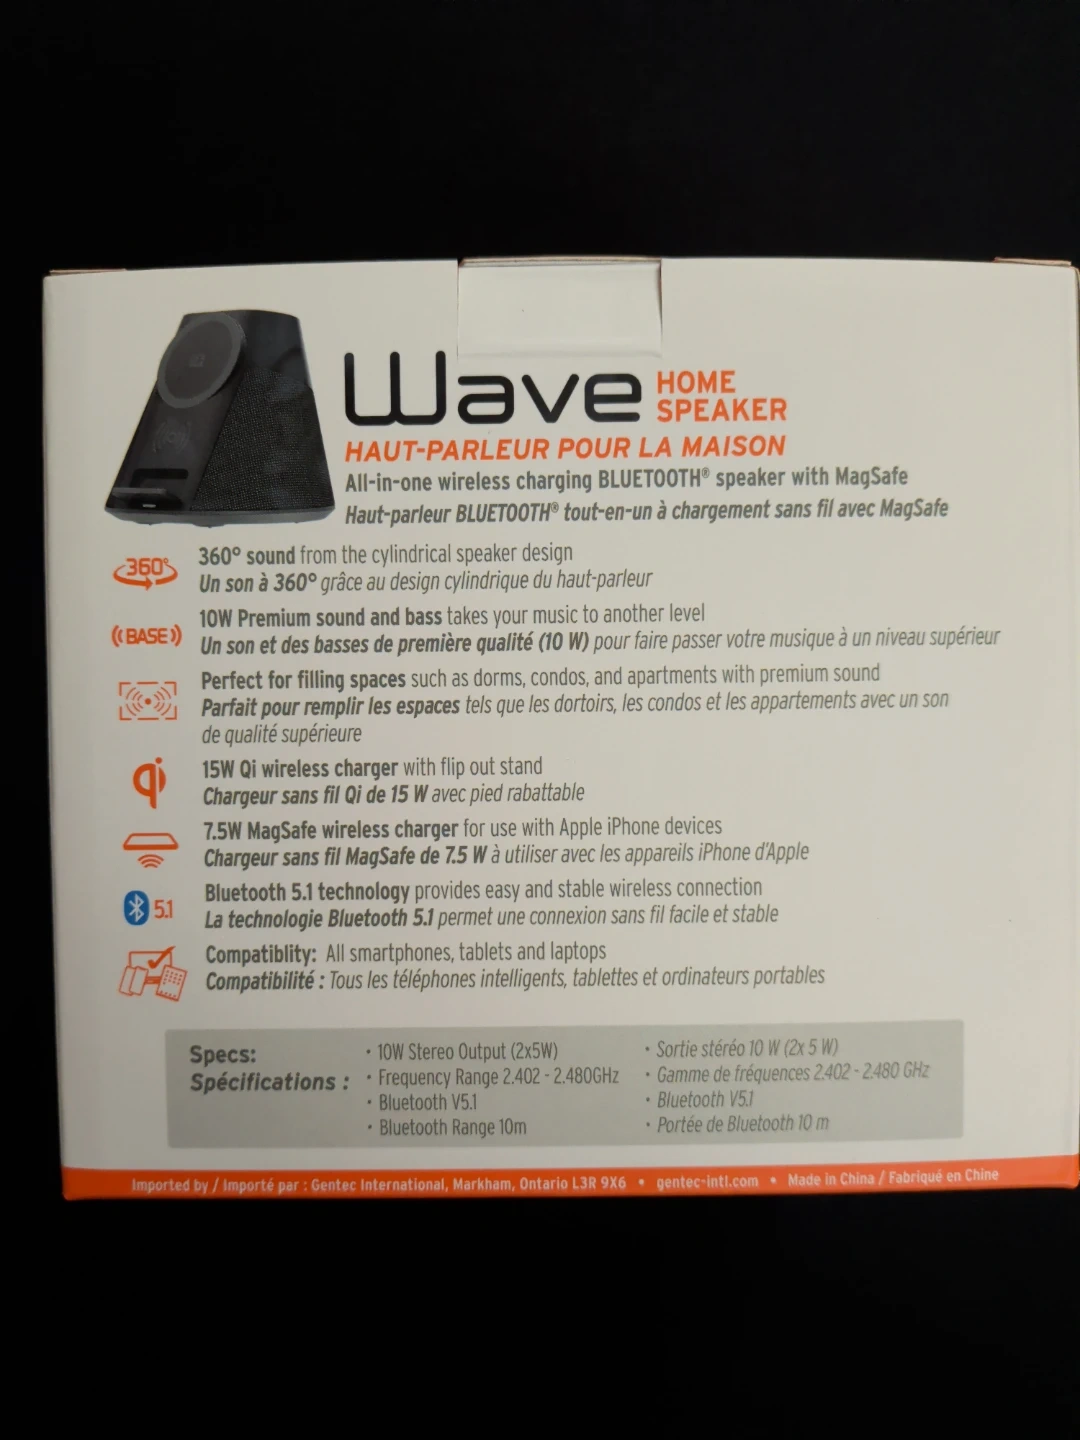 Wave HOME SPEAKER
HAUT-PARLEUR POUR LA MAISON
All-in-one wireless charging BLUETOOTH® speaker with MagSafe
Haut-parleur BLUETOOTH® tout-en-un à chargement sans fil avec MagSafe
360°
360° sound from the cylindrical speaker design
Un son à 360° grâce au design cylindrique du haut-parleur
BASE
10W Premium sound and bass takes your music to another level
Un son et des basses de première qualité (10 W) pour faire passer votre musique à un niveau supérieur
Perfect for filling spaces such as dorms, condos, and apartments with premium sound
Parfait pour remplir les espaces tels que les dortoirs, les condos et les appartements avec un son
de qualité supérieure
qi
15W Qi wireless charger with flip out stand
Chargeur sans fil Qi de 15 W avec pied rabattable
7.5W MagSafe wireless charger for use with Apple iPhone devices
Chargeur sans fil MagSafe de 7.5 W à utiliser avec les appareils iPhone d'Apple
5.1
Bluetooth 5.1 technology provides easy and stable wireless connection
La technologie Bluetooth 5.1 permet une connexion sans fil facile et stable
Compatiblity: All smartphones, tablets and laptops
Compatibilité : Tous les téléphones intelligents, tablettes et ordinateurs portables
Specs:
Spécifications :
• 10W Stereo Output (2x5W)
• Frequency Range 2.402 - 2.480GHz
• Bluetooth V5.1
• Bluetooth Range 10m
• Sortie stéréo 10 W (2x 5 W)
• Gamme de fréquences 2.402 - 2.480 GHz
• Bluetooth V5.1
• Portée de Bluetooth 10 m
Imported by / Importé par : Gentec International, Markham, Ontario L3R 9X6 • gentec-intl.com • Made in China / Fabriqué en Chine